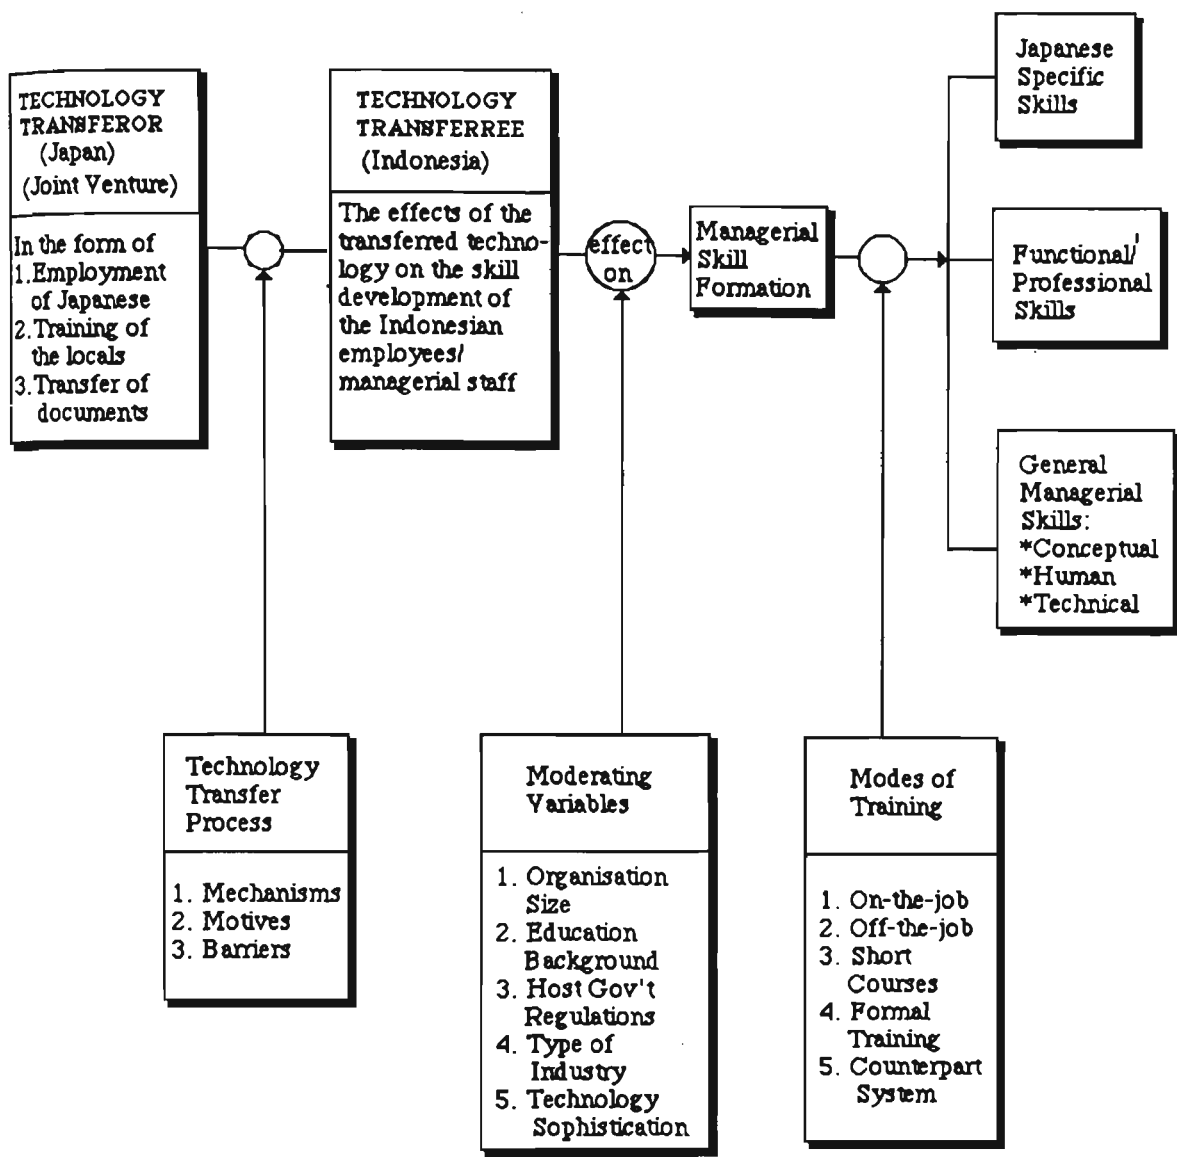 TECHNOLOGY
TRANSFEROR
(Japan)
(Joint Venture)
In the form of
1.Employment
of Japanese
2.Training of
the locals
3.Transfer of
documents
TECHNOLOGY
TRANSFERREE
(Indonesia)
The effects of the
transferred techno-
logy on the skill
development of
the Indonesian
employees/
managerial staff
effect
on
Managerial
Skill
Formation
Japanese
Specific
Skills
Functional/
Professional
Skills
General
Managerial
Skills:
*Conceptual
*Human
*Technical
Technology
Transfer
Process
1. Mechanisms
2. Motives
3. Barriers
Moderating
Variables
1. Organisation
Size
2. Education
Background
3. Host Gov't
Regulations
4. Type of
Industry
5. Technology
Sophistication
Modes of
Training
1. On-the-job
2. Off-the-job
3. Short
Courses
4. Formal
Training
5. Counterpart
System